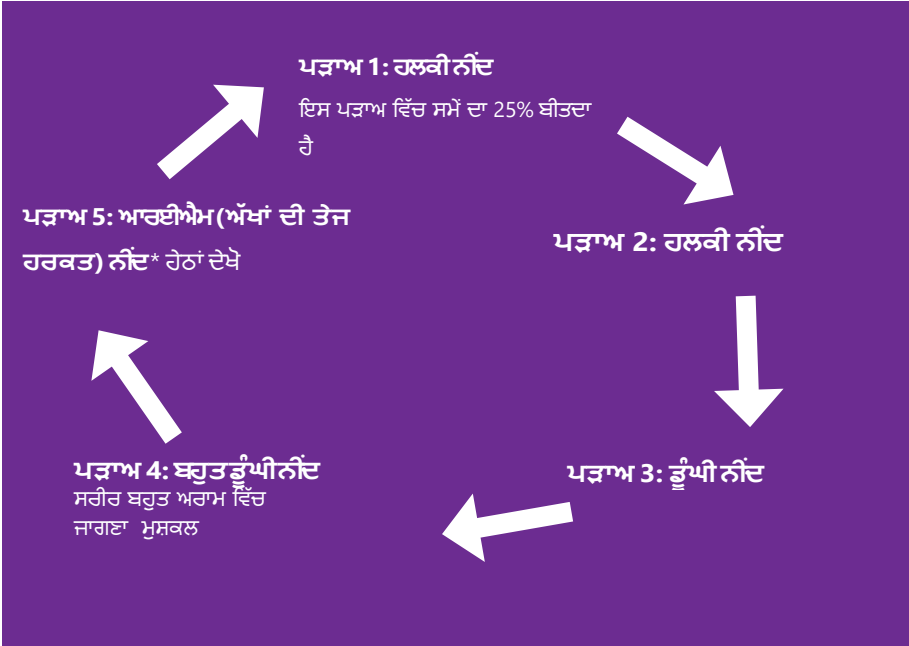 ਪੜਾਅ 1: ਹਲਕੀ ਨੀਂਦ
ਇਸ ਪੜਾਅ ਵਿੱਚ ਸਮੇਂ ਦਾ 25% ਬੀਤਦਾ
ਹੈ
ਪੜਾਅ 2: ਹਲਕੀ ਨੀਂਦ
ਪੜਾਅ 3: ਡੂੰਘੀ ਨੀਂਦ
ਪੜਾਅ 4: ਬਹੁਤ ਡੂੰਘੀ ਨੀਂਦ
ਸਰੀਰ ਬਹੁਤ ਅਰਾਮ ਵਿੱਚ
ਜਾਗਣਾ ਮੁਸ਼ਕਲ
ਪੜਾਅ 5: ਆਰਈਐਮ (ਅੱਖਾਂ ਦੀ ਤੇਜ
ਹਰਕਤ) ਨੀਂਦ* ਹੇਠਾਂ ਦੇਖੋ